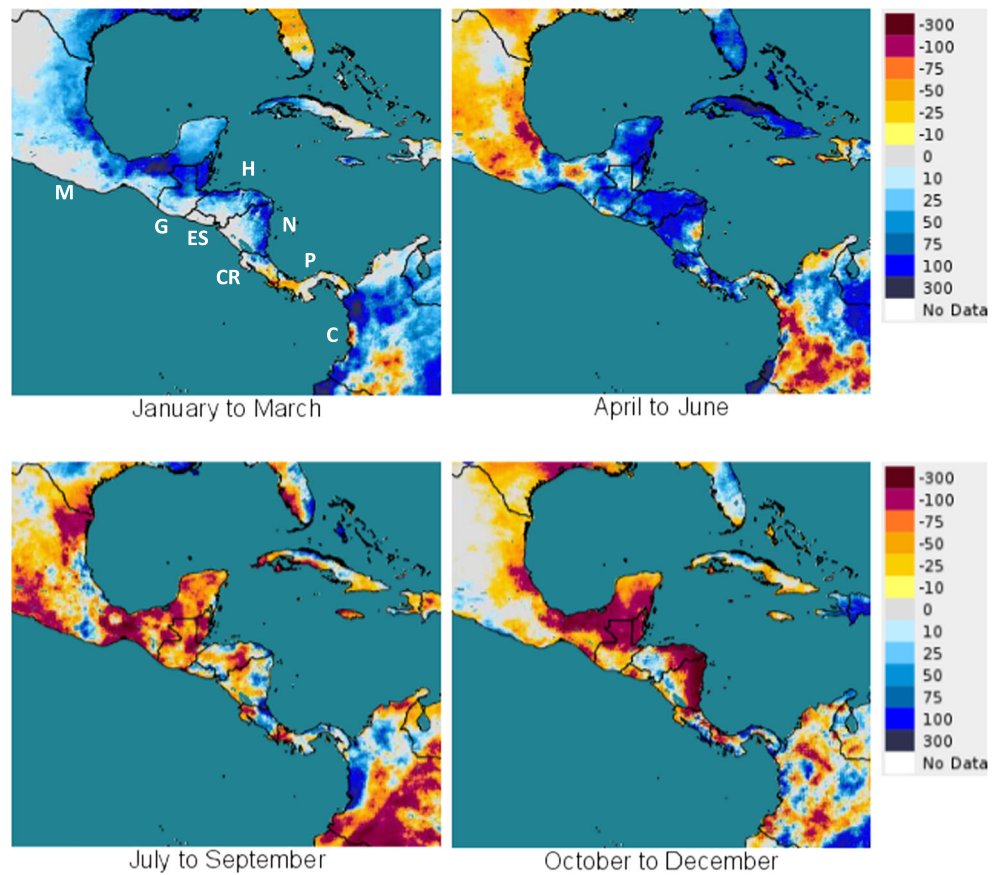 -300
-100
-75
-50
-25
-10
0
10
25
50
75
100
300
No Data
M
H
G
ES
N
CR
P
C
January to March
April to June
-300
-100
-75
-50
-25
-10
0
10
25
50
75
100
300
No Data
July to September
October to December